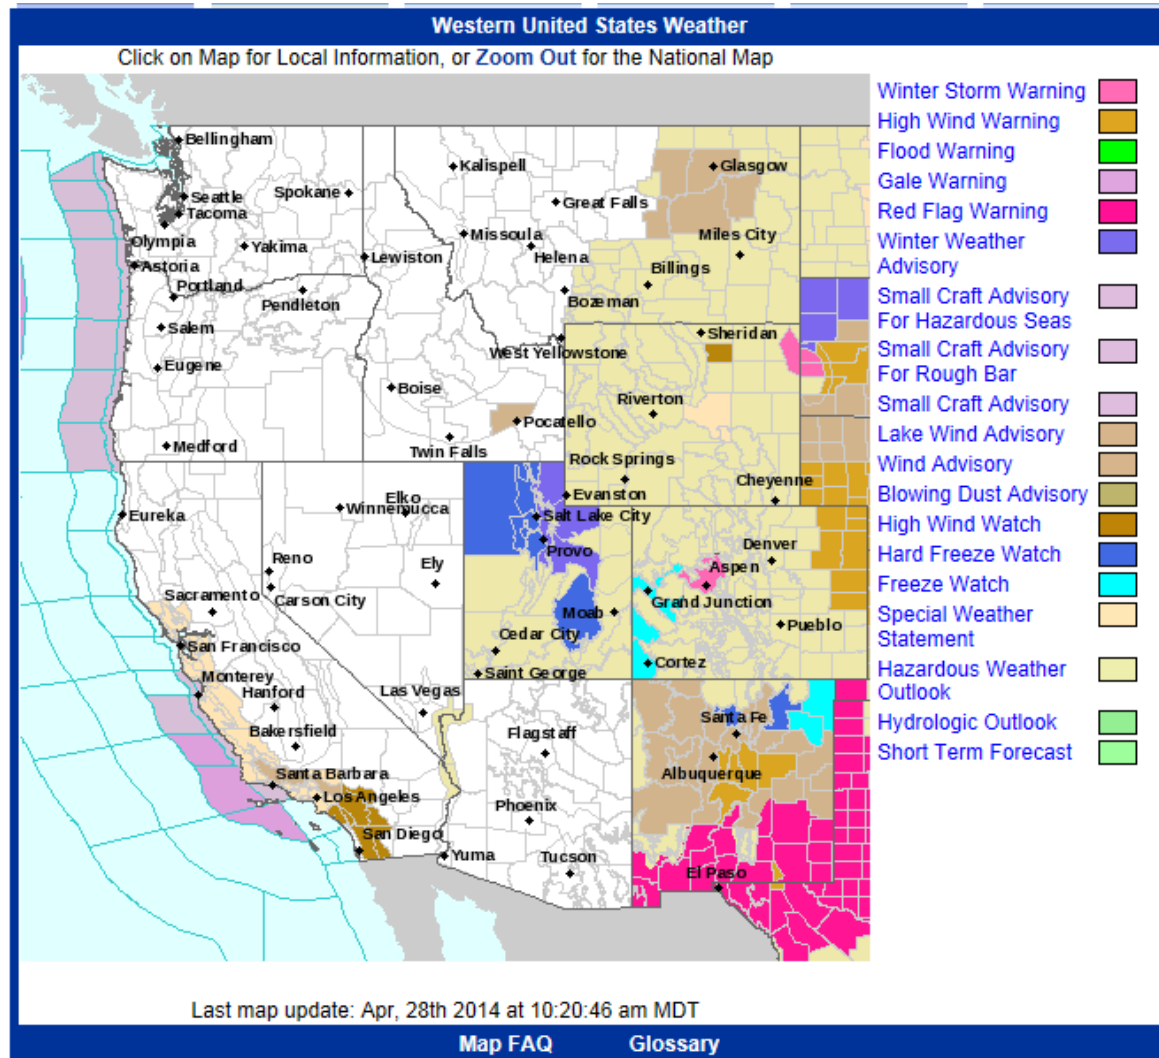 Western United States Weather
Click on Map for Local Information, or Zoom Out for the National Map
Bellingham
Seattle
Tacoma
Olympia
Spokane
Yakima
Astoria
Portland
Pendleton
Lewiston
Salem
Eugene
Medford
Kalispell
Great Falls
Glasgow
Missoula
Helena
Miles City
Billings
Bozeman
West Yellowstone
Sheridan
Boise
Pocatello
Twin Falls
Riverton
Rock Springs
Cheyenne
Evanston
Eureka
Elko
Winnemucca
Salt Lake City
Provo
Reno
Ely
Carson City
Sacramento
San Francisco
Moab
Cedar City
Saint George
Denver
Aspen
Grand Junction
Pueblo
Cortez
Monterey
Hanford
Las Vegas
Bakersfield
Santa Barbara
Los Angeles
San Diego
Flagstaff
Phoenix
Yuma
Tucson
Santa Fe
Albuquerque
El Paso
Winter Storm Warning
High Wind Warning
Flood Warning
Gale Warning
Red Flag Warning
Winter Weather
Advisory
Small Craft Advisory
For Hazardous Seas
Small Craft Advisory
For Rough Bar
Small Craft Advisory
Lake Wind Advisory
Wind Advisory
Blowing Dust Advisory
High Wind Watch
Hard Freeze Watch
Freeze Watch
Special Weather
Statement
Hazardous Weather
Outlook
Hydrologic Outlook
Short Term Forecast
Last map update: Apr, 28th 2014 at 10:20:46 am MDT
Map FAQ Glossary